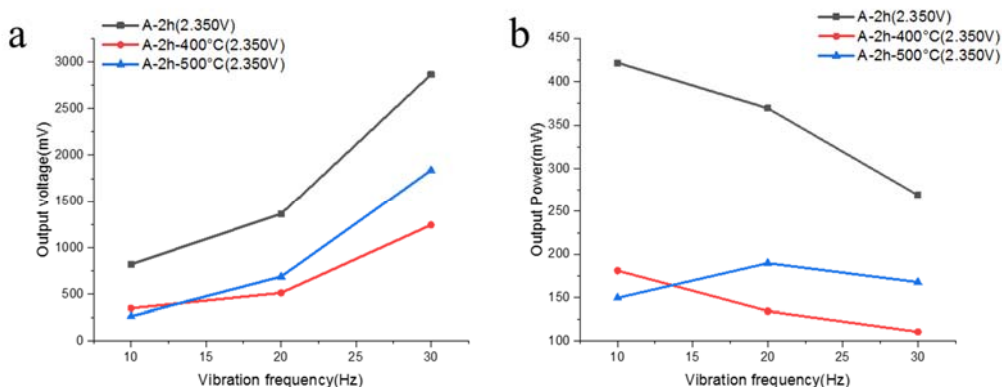 a
A-2h(2.350V)
A-2h-400°C(2.350V)
A-2h-500°C(2.350V)
Output voltage(mV)
3000
2500
2000
1500
1000
500
0
10
15
20
25
30
Vibration frequency(Hz)
b
A-2h(2.350V)
A-2h-400°C(2.350V)
A-2h-500°C(2.350V)
Output Power(mW)
450
400
350
300
250
200
150
100
10
15
20
25
30
Vibration frequency(Hz)